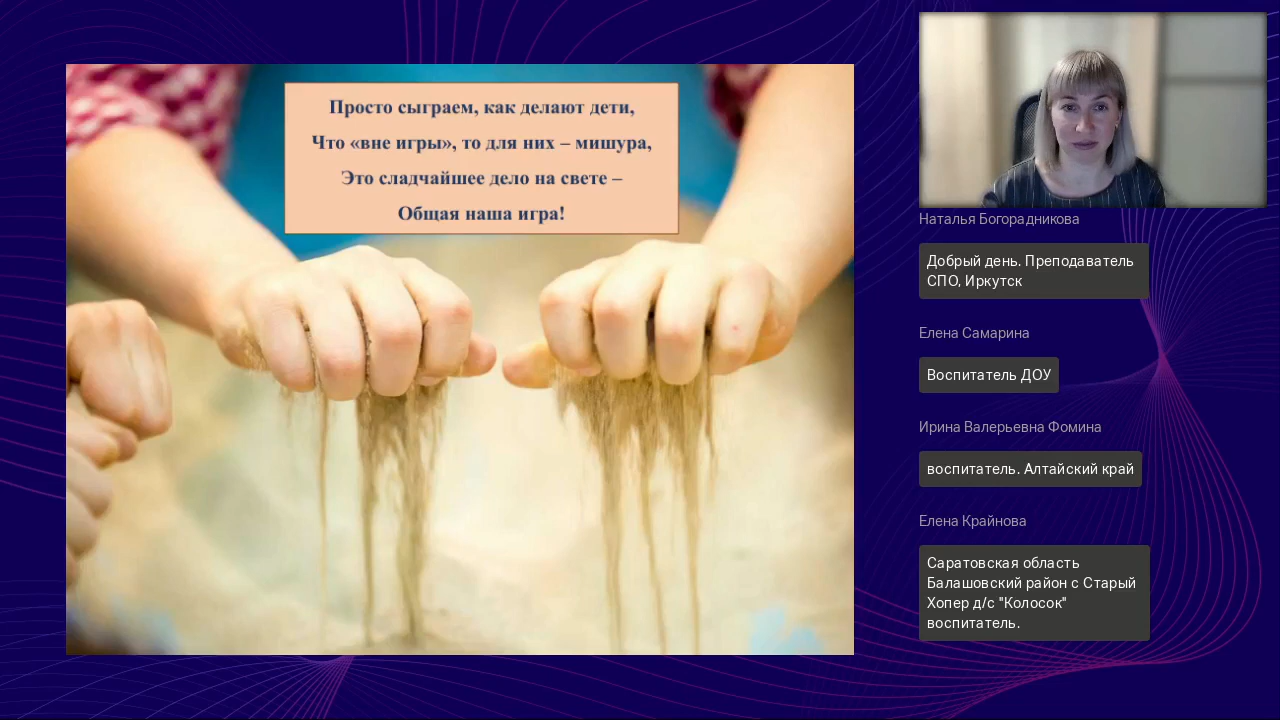 Просто сыграем, как делают дети,
Что «вне игры», то для них – мишура,
Это сладчайшее дело на свете –
Общая наша игра!
Наталья Богорадникова
Добрый день. Преподаватель
СПО, Иркутск
Елена Самарина
Воспитатель ДОУ
Ирина Валерьевна Фомина
воспитатель. Алтайский край
Елена Крайнова
Саратовская область
Балашовский район с Старый
Хопер д/с "Колосок"
воспитатель.